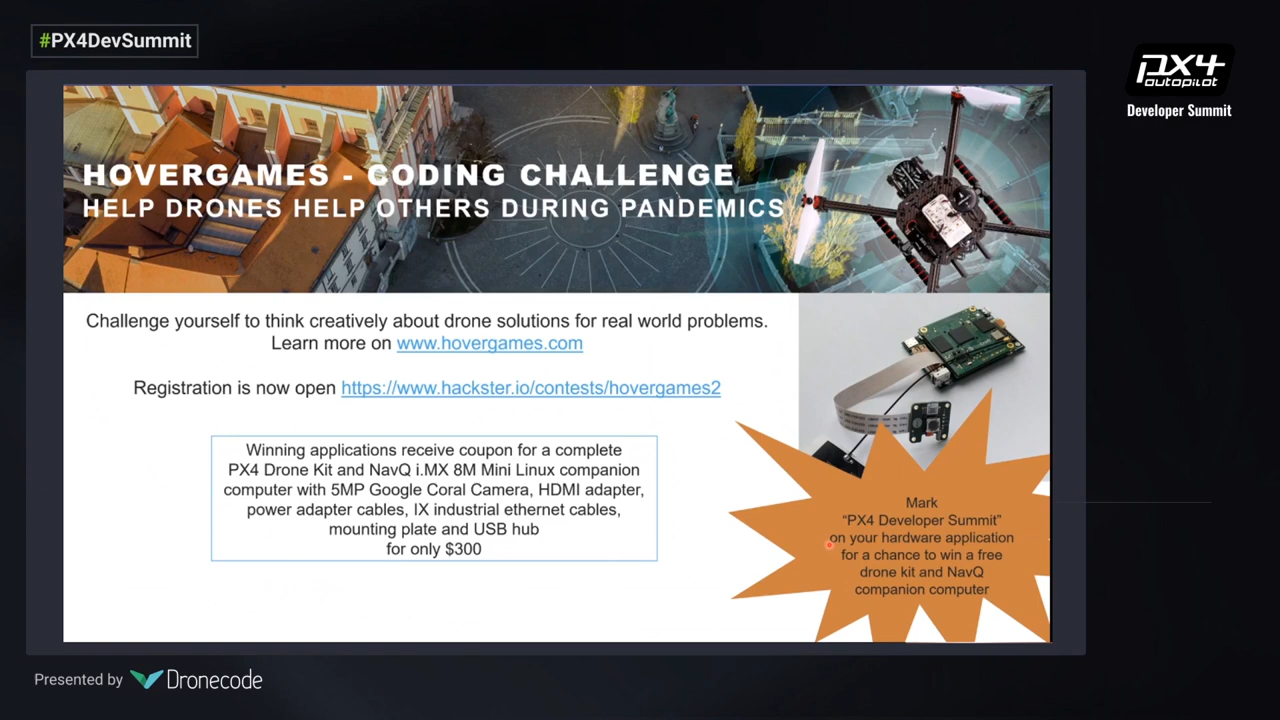 #PX4DevSummit
px4
autopilot
Developer Summit
HOVERGAMES - CODING CHALLENGE
HELP DRONES HELP OTHERS DURING PANDEMICS
Challenge yourself to think creatively about drone solutions for real world problems.
Learn more on www.hovergames.com
Registration is now open https://www.hackster.io/contests/hovergames2
Winning applications receive coupon for a complete
PX4 Drone Kit and NavQ i.MX 8M Mini Linux companion
computer with 5MP Google Coral Camera, HDMI adapter,
power adapter cables, IX industrial ethernet cables,
mounting plate and USB hub
for only $300
Mark
“PX4 Developer Summit”
on your hardware application
for a chance to win a free
drone kit and NavQ
companion computer
Presented by Dronecode